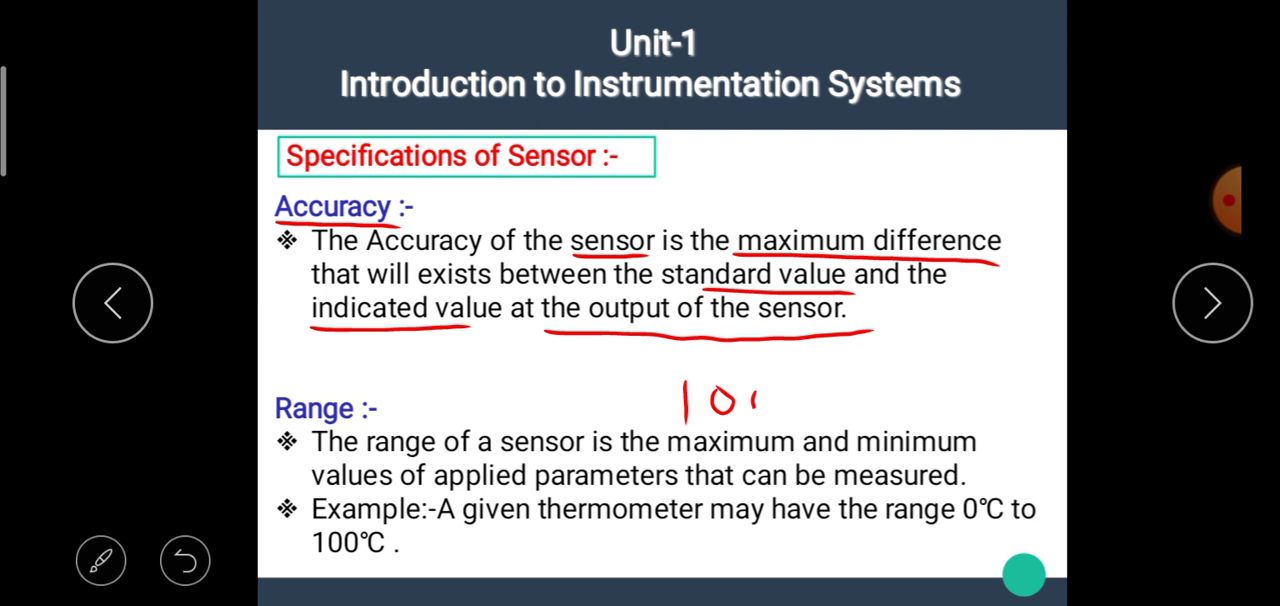 Unit-1
Introduction to Instrumentation Systems
Specifications of Sensor :-
Accuracy :-
❖ The Accuracy of the sensor is the maximum difference
that will exists between the standard value and the
indicated value at the output of the sensor.
10
Range :-
❖ The range of a sensor is the maximum and minimum
values of applied parameters that can be measured.
❖ Example:-A given thermometer may have the range 0℃ to
100℃ .